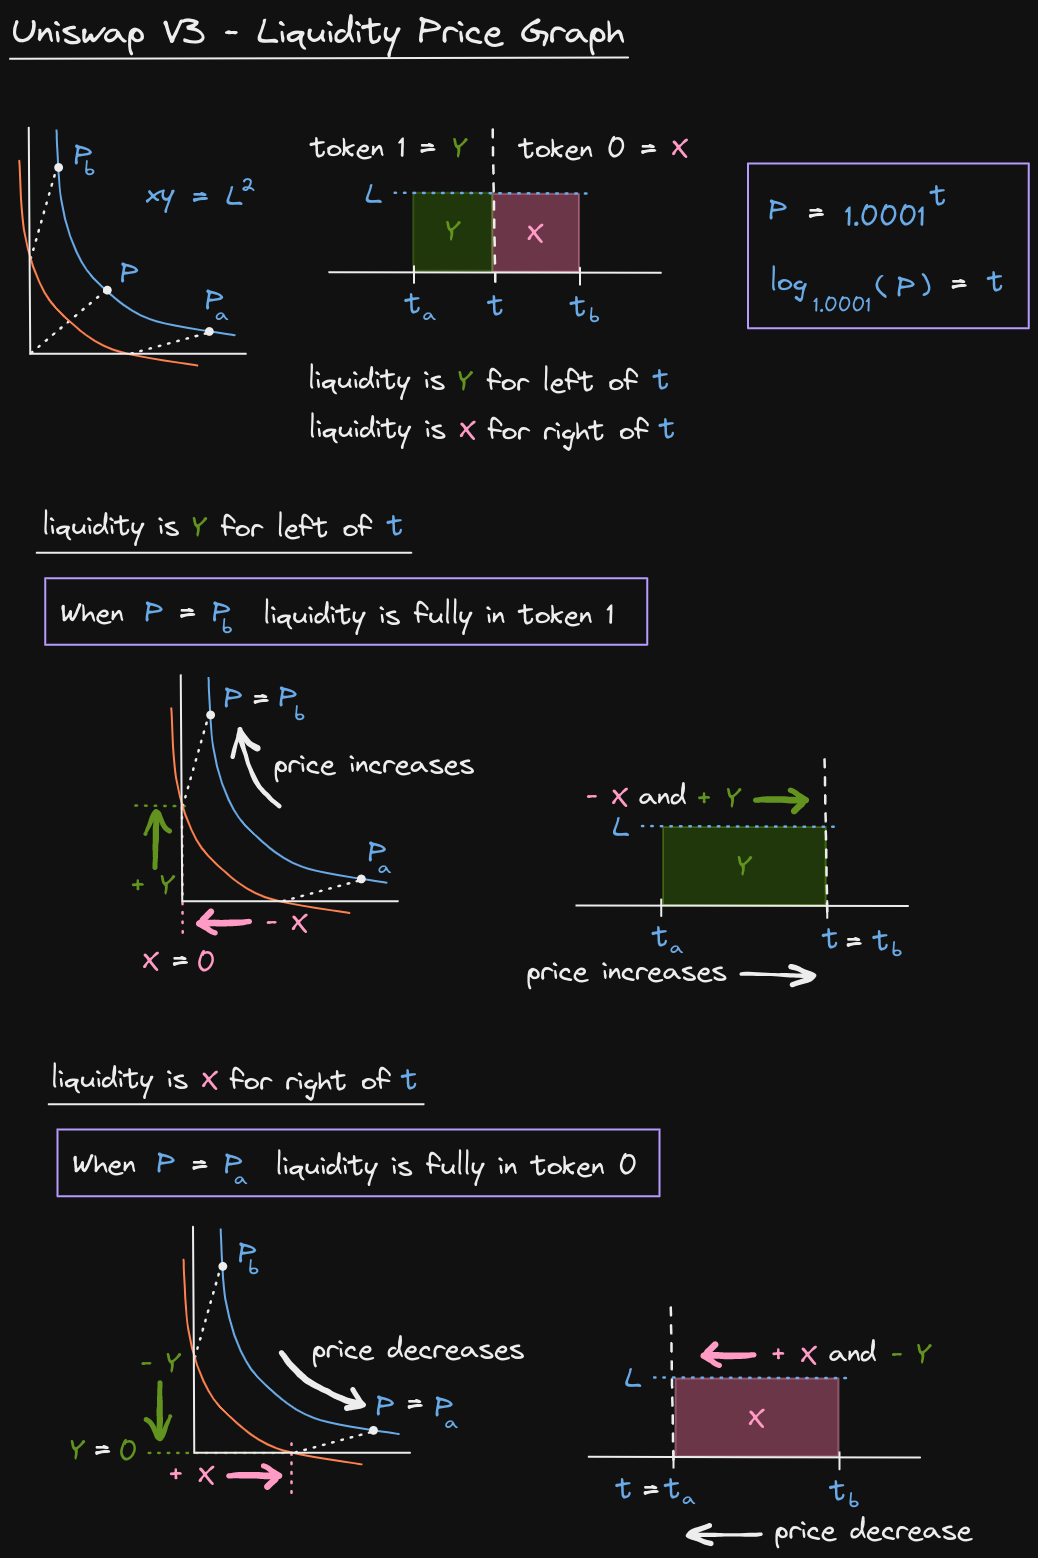 Uniswap V3 - Liquidity Price Graph
P_b
xy = L²
P
P_a
token 1 = Y
token 0 = X
L
Y
X
t_a
t
t_b
P = 1.0001^t
log_1.0001(P) = t
liquidity is Y for left of t
liquidity is X for right of t
liquidity is Y for left of t
When P = P_b liquidity is fully in token 1
P = P_b
price increases
P_a
+ Y
- X
X = 0
- X and + Y
L
Y
t_a
t = t_b
price increases
liquidity is X for right of t
When P = P_a liquidity is fully in token 0
P_b
price decreases
P = P_a
- Y
Y = 0
+ X
+ X and - Y
L
X
t = t_a
t_b
price decrease